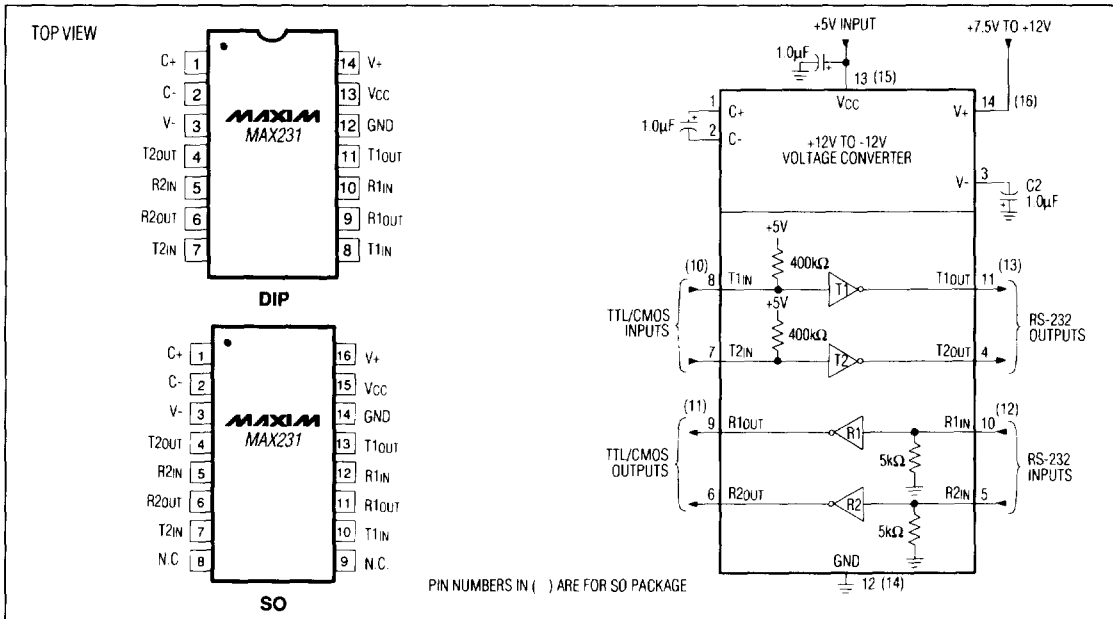 TOP VIEW
C+ 1
C- 2
V- 3
T2OUT 4
R2IN 5
R2OUT 6
T2IN 7
14 V+
13 VCC
12 GND
11 T1OUT
10 R1IN
9 R1OUT
8 T1IN
MAXIM
MAX231
DIP
C+ 1
C- 2
V- 3
T2OUT 4
R2IN 5
R2OUT 6
T2IN 7
N.C 8
16 V+
15 VCC
14 GND
13 T1OUT
12 R1IN
11 R1OUT
10 T1IN
9 N.C.
MAXIM
MAX231
SO
+5V INPUT
+7.5V TO +12V
1.0µF
+
13 (15)
VCC
1 C+
1.0µF
+
2 C-
V+ 14 (16)
+12V TO -12V
VOLTAGE CONVERTER
V- 3
C2
1.0µF
+
+5V
400kΩ
TTL/CMOS
INPUTS
(10)
8 T1IN
T1
T1OUT 11
(13)
+5V
400kΩ
7 T2IN
T2
T2OUT 4
RS-232
OUTPUTS
TTL/CMOS
OUTPUTS
(11)
9 R1OUT
R1
R1IN 10
(12)
5kΩ
6 R2OUT
R2
R2IN 5
5kΩ
RS-232
INPUTS
GND
12 (14)
PIN NUMBERS IN ( ) ARE FOR SO PACKAGE